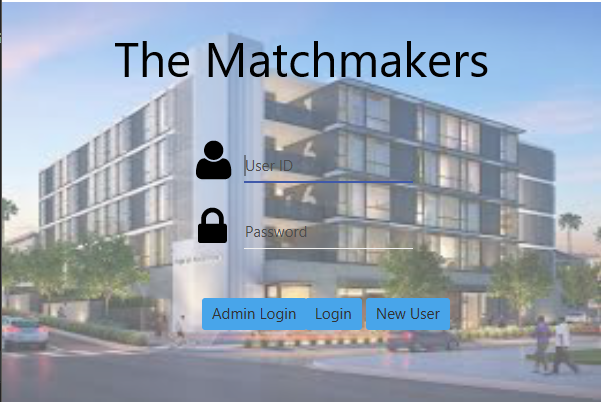 The Matchmakers
User ID
Password
Admin Login Login New User